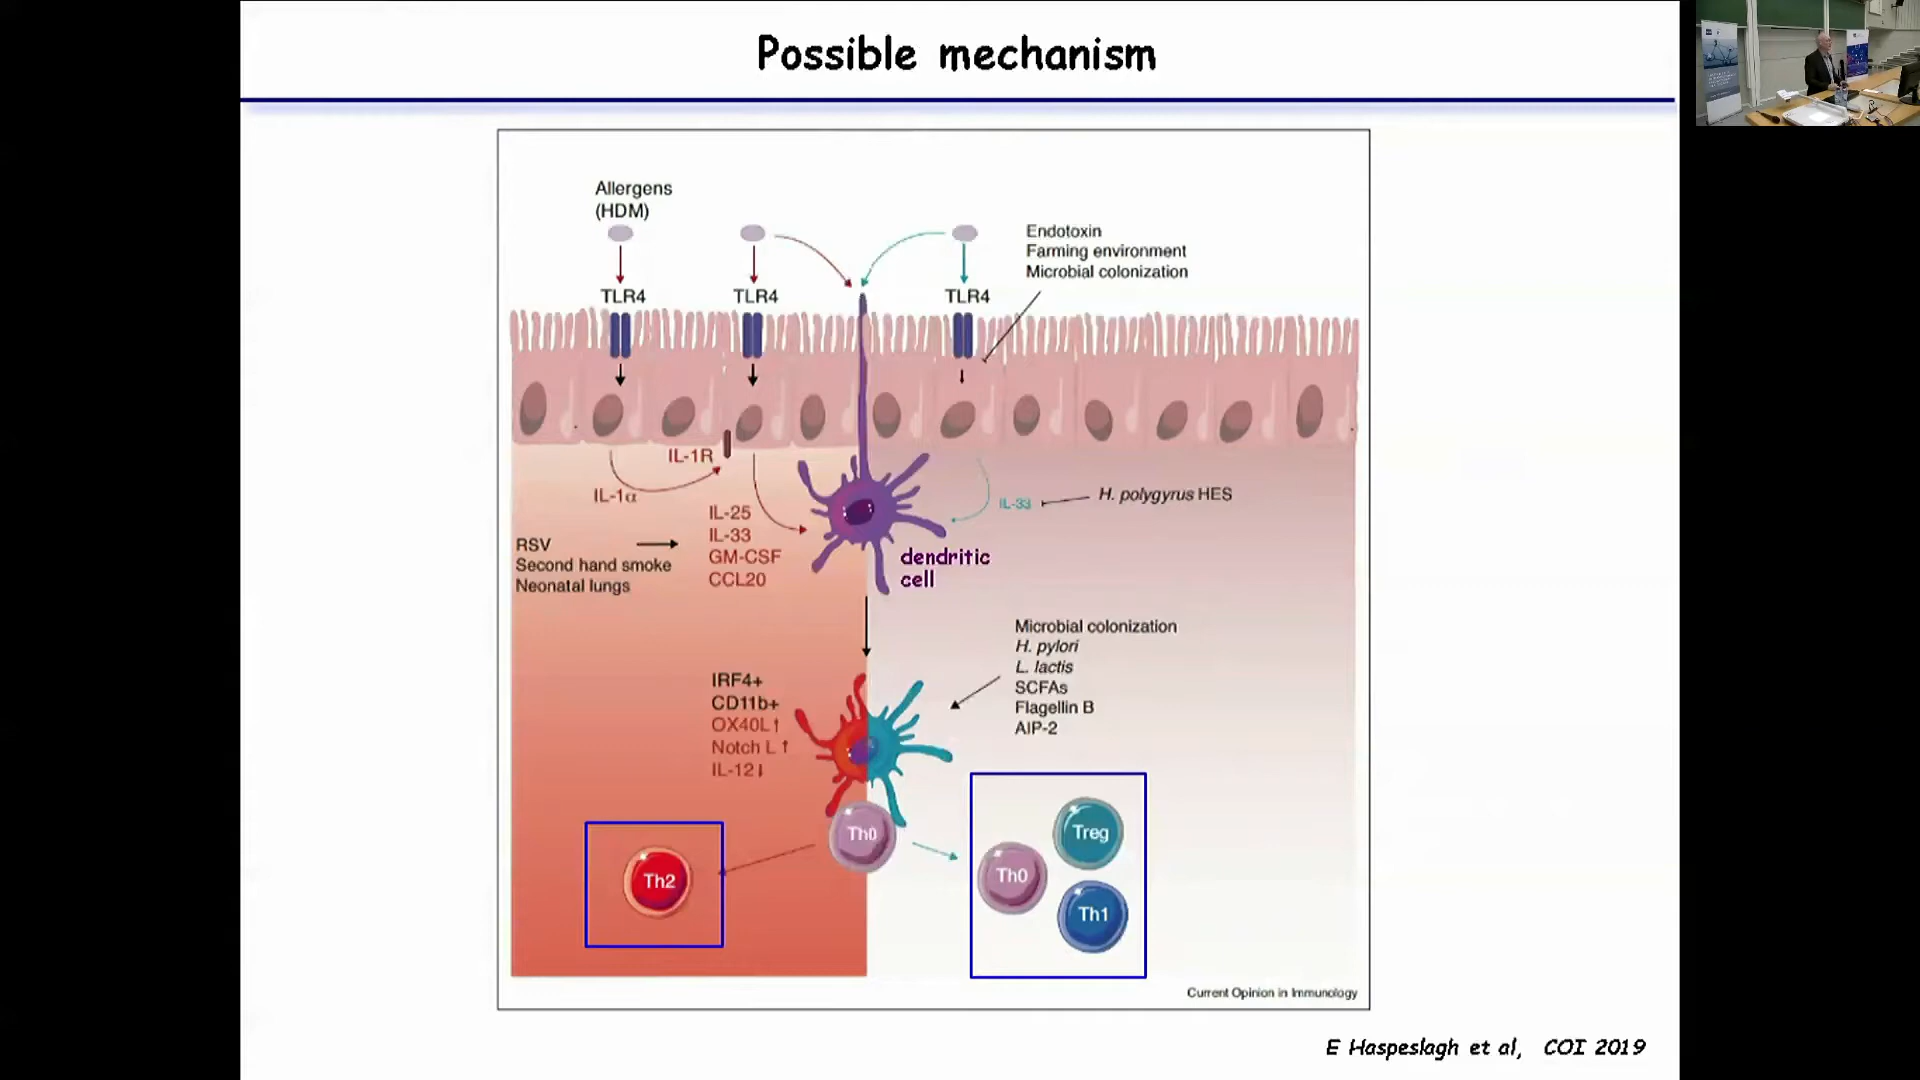 Possible mechanism
Allergens
(HDM)
TLR4
TLR4
TLR4
Endotoxin
Farming environment
Microbial colonization
IL-1R
IL-1α
IL-25
IL-33
GM-CSF
CCL20
RSV
Second hand smoke
Neonatal lungs
IL-33
H. polygyrus HES
dendritic
cell
Microbial colonization
H. pylori
L. lactis
SCFAs
Flagellin B
AIP-2
IRF4+
CD11b+
OX40L↑
Notch L ↑
IL-12↓
Th0
Th2
Th0
Treg
Th1
Current Opinion in Immunology
E Haspeslagh et al, COI 2019